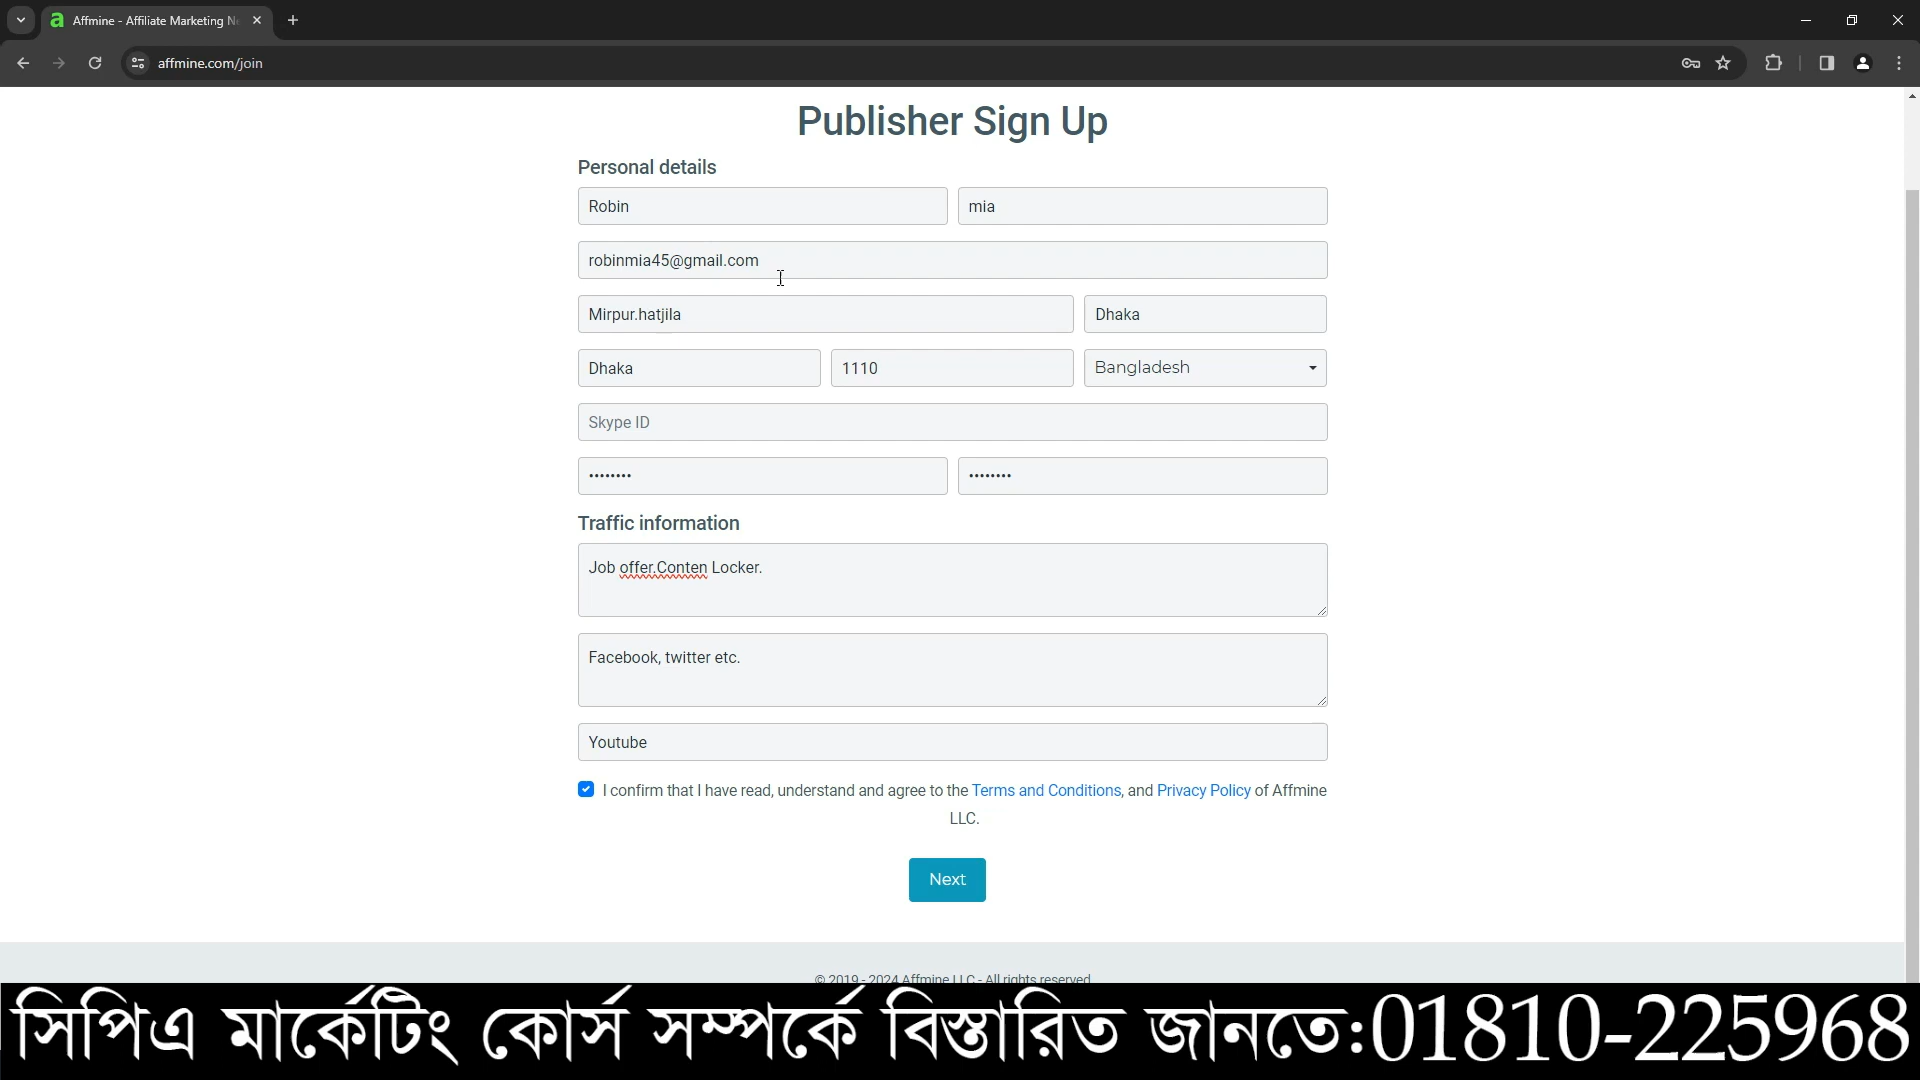 Affmine - Affiliate Marketing N
affmine.com/join
Publisher Sign Up
Personal details
Robin mia
robinmia45@gmail.com
Mirpur.hatjila Dhaka
Dhaka 1110 Bangladesh
Skype ID
•••••••• ••••••••
Traffic information
Job offer.Conten Locker.
Facebook, twitter etc.
Youtube
I confirm that I have read, understand and agree to the Terms and Conditions, and Privacy Policy of Affmine
LLC.
Next
© 2019 - 2024 Affmine LLC - All rights reserved
সিপিএ মার্কেটিং কোর্স সম্পর্কে বিস্তারিত জানতে:01810-225968